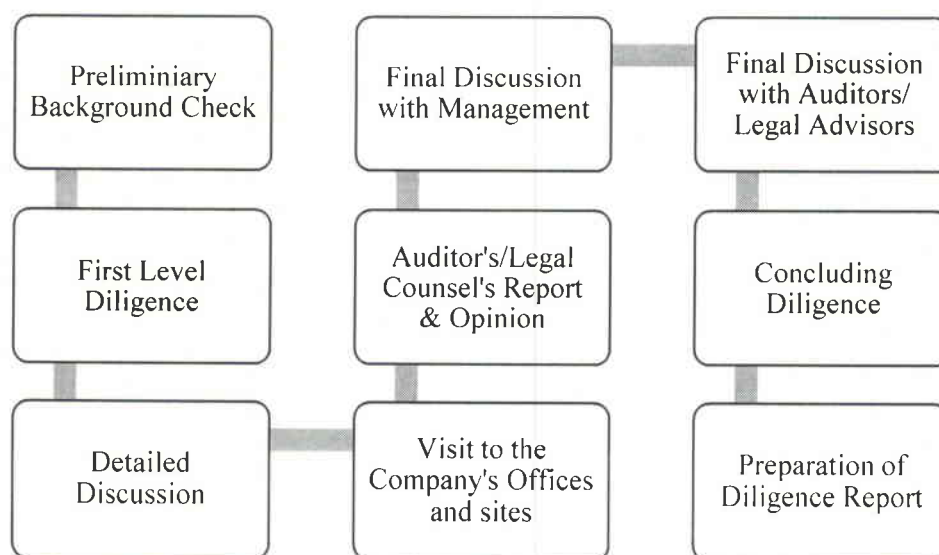 Preliminiary
Background Check
First Level
Diligence
Detailed
Discussion
Visit to the
Company's Offices
and sites
Auditor's/Legal
Counsel's Report
& Opinion
Final Discussion
with Management
Final Discussion
with Auditors/
Legal Advisors
Concluding
Diligence
Preparation of
Diligence Report